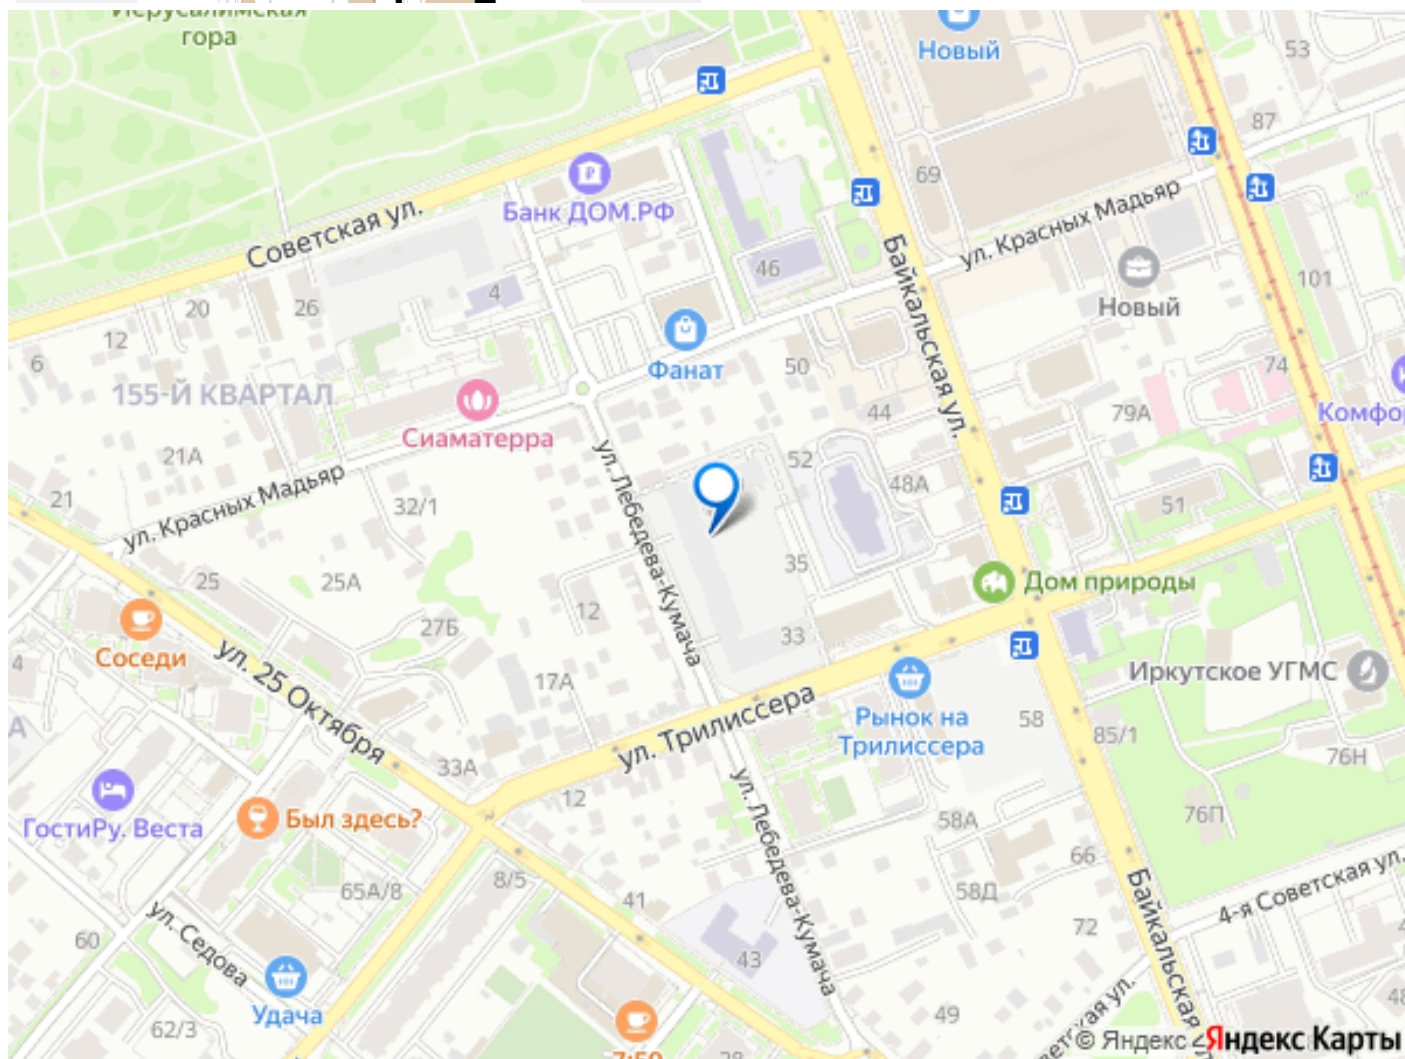 Иерусалимская
гора
Новый
53
87
Банк ДОМ.РФ
69
Советская ул.
ул. Красных Мадьяр
46
Байкальская ул.
4
20
26
101
Новый
12
6
Фанат
50
74
155-Й КВАРТАЛ
79А
44
Сиаматерра
21А
52
48А
21
ул. Красных Мадьяр
32/1
ул. Лебедева-Кумача
51
35
25
25А
Дом природы
12
27Б
33
Соседи
4
ул. 25 Октября
17А
Иркутское УГМС
ул. Трилиссера
Рынок на
Трилиссера
58
85/1
76Н
33А
12
ГостиРу. Веста
Был здесь?
ул. Лебедева-Кумача
58А
76П
66
65А/8
8/5
58Д
41
4-я Советская ул.
Байкальская
72
ул. Седова
60
43
Удача
49
62/3
7:50
© Яндекс
Яндекс Карты